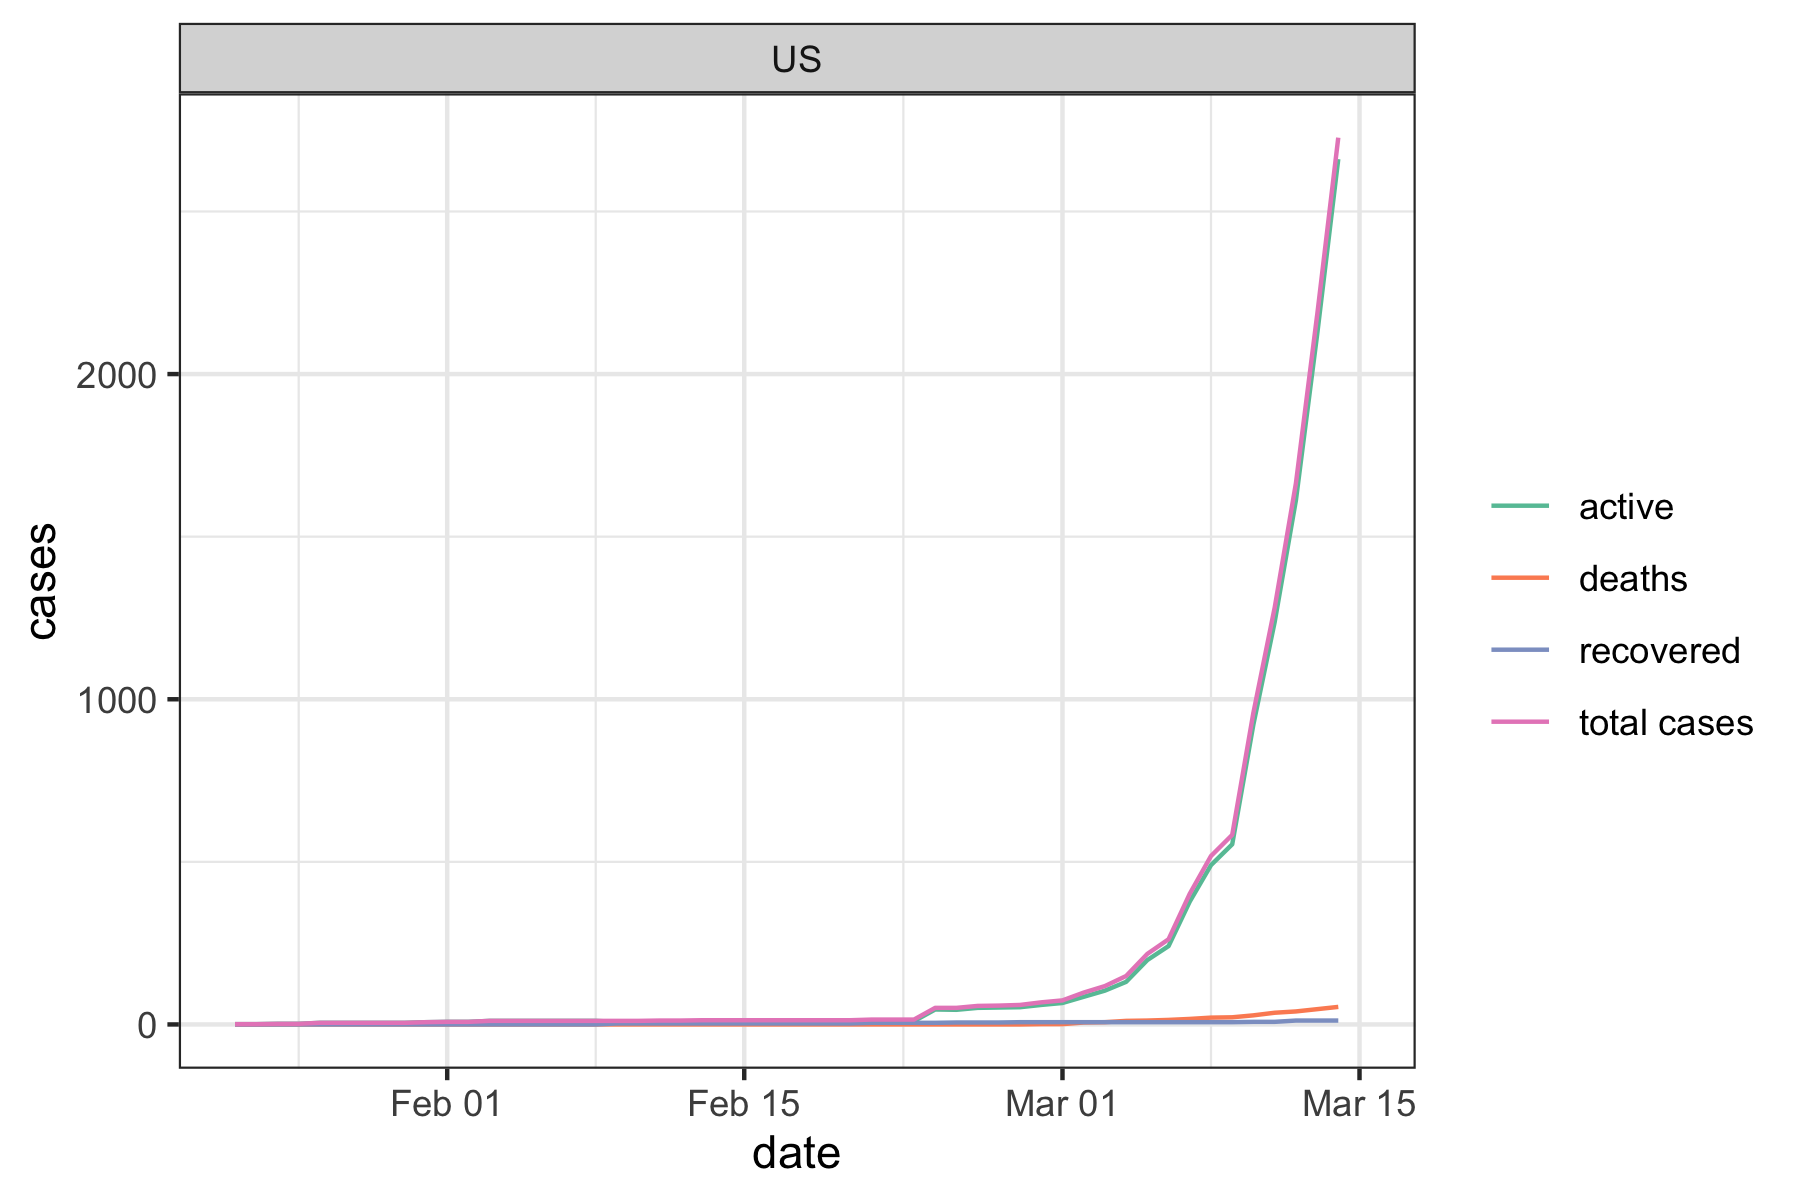 US
cases
2000
1000
0
Feb 01
Feb 15
Mar 01
Mar 15
date
active
deaths
recovered
total cases